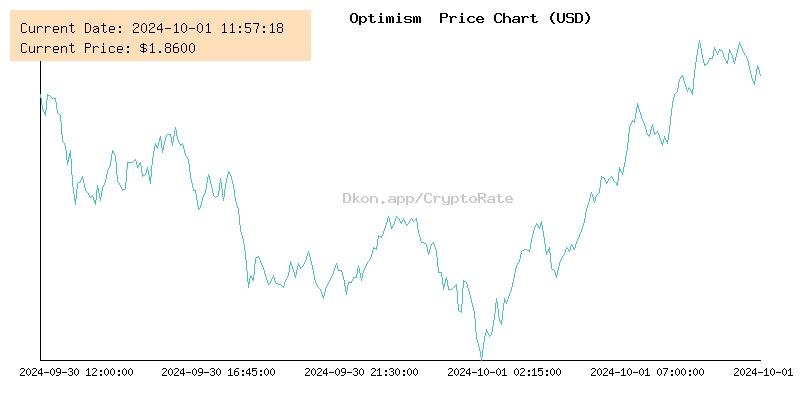 Optimism  Price Chart (USD)
Current Date: 2024-10-01 11:57:18
Current Price: $1.8600
Dkon.app/CryptoRate
2024-09-30 12:00:00 2024-09-30 16:45:00 2024-09-30 21:30:00 2024-10-01 02:15:00 2024-10-01 07:00:00 2024-10-01